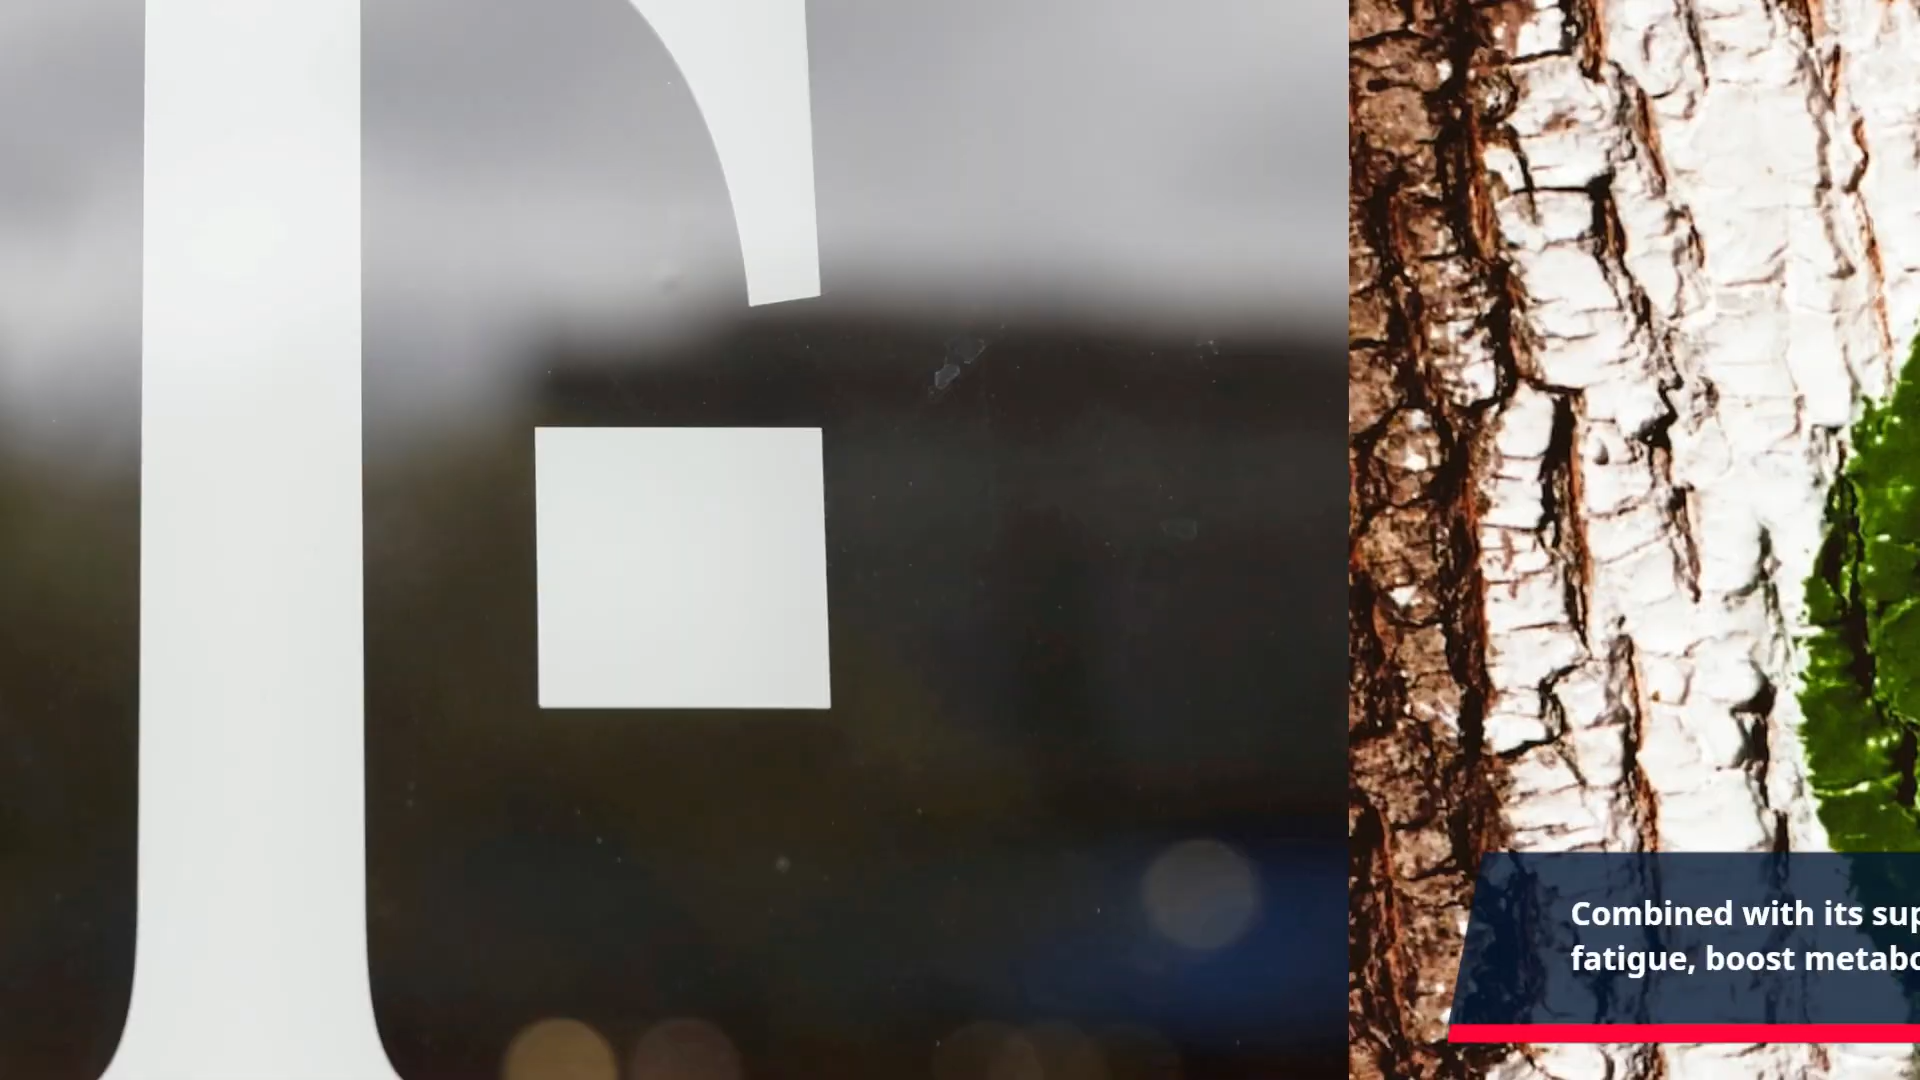 Combined with its sup
fatigue, boost metabo